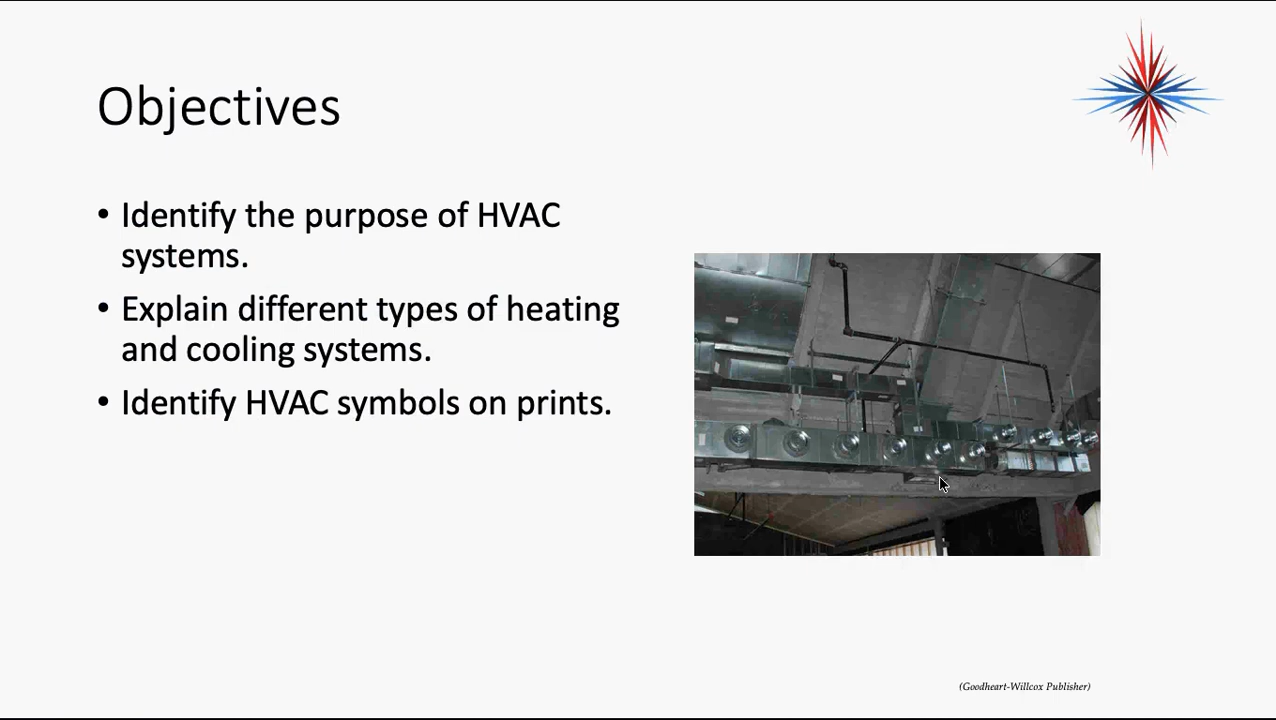 Objectives
• Identify the purpose of HVAC
systems.
• Explain different types of heating
and cooling systems.
• Identify HVAC symbols on prints.
(Goodheart-Willcox Publisher)